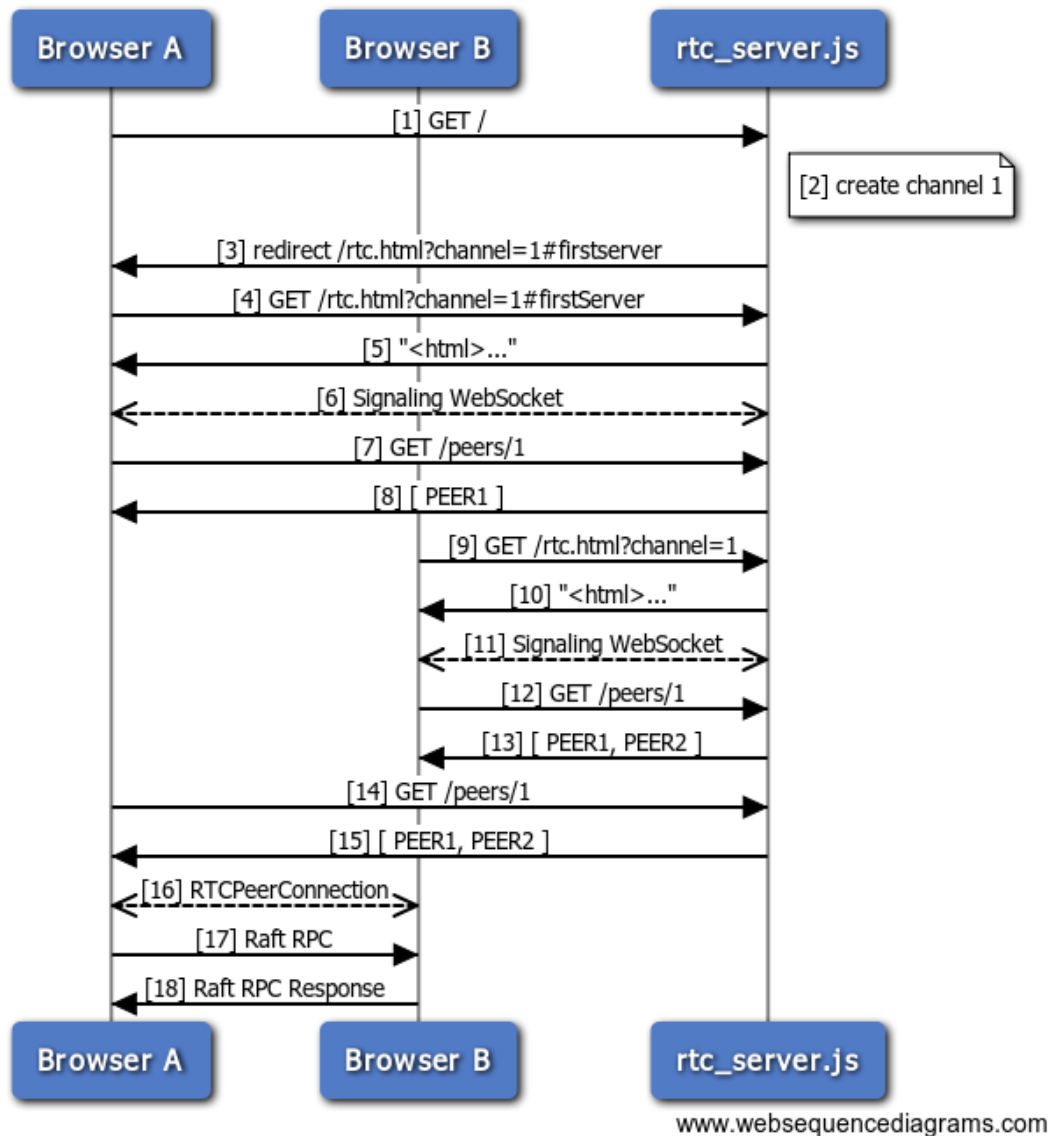 Browser A
Browser B
rtc_server.js
[1] GET /
[2] create channel 1
[3] redirect /rtc.html?channel=1#firstserver
[4] GET /rtc.html?channel=1#firstServer
[5] "<html>..."
[6] Signaling WebSocket
[7] GET /peers/1
[8] [ PEER1 ]
[9] GET /rtc.html?channel=1
[10] "<html>..."
[11] Signaling WebSocket
[12] GET /peers/1
[13] [ PEER1, PEER2 ]
[14] GET /peers/1
[15] [ PEER1, PEER2 ]
[16] RTCPeerConnection
[17] Raft RPC
[18] Raft RPC Response
Browser A
Browser B
rtc_server.js
www.websequencediagrams.com